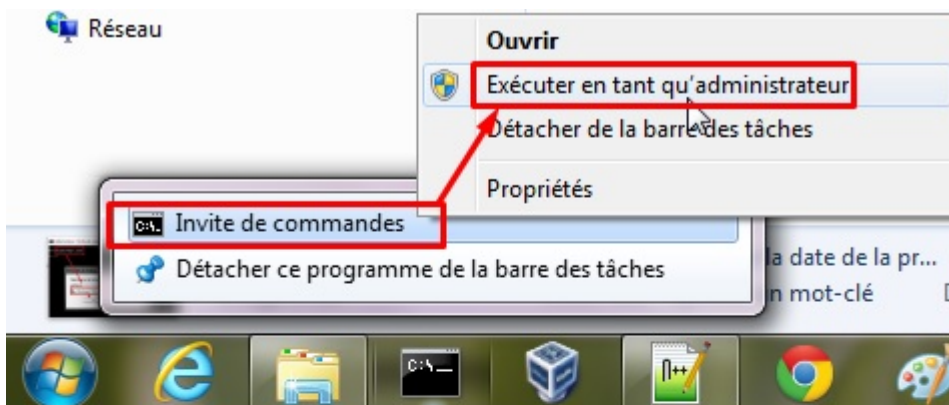 Réseau
Ouvrir
Exécuter en tant qu'administrateur
Détacher de la barre des tâches
Propriétés
Invite de commandes
Détacher ce programme de la barre des tâches
la date de la pr...
n mot-clé
C:\_
C:\_
n++